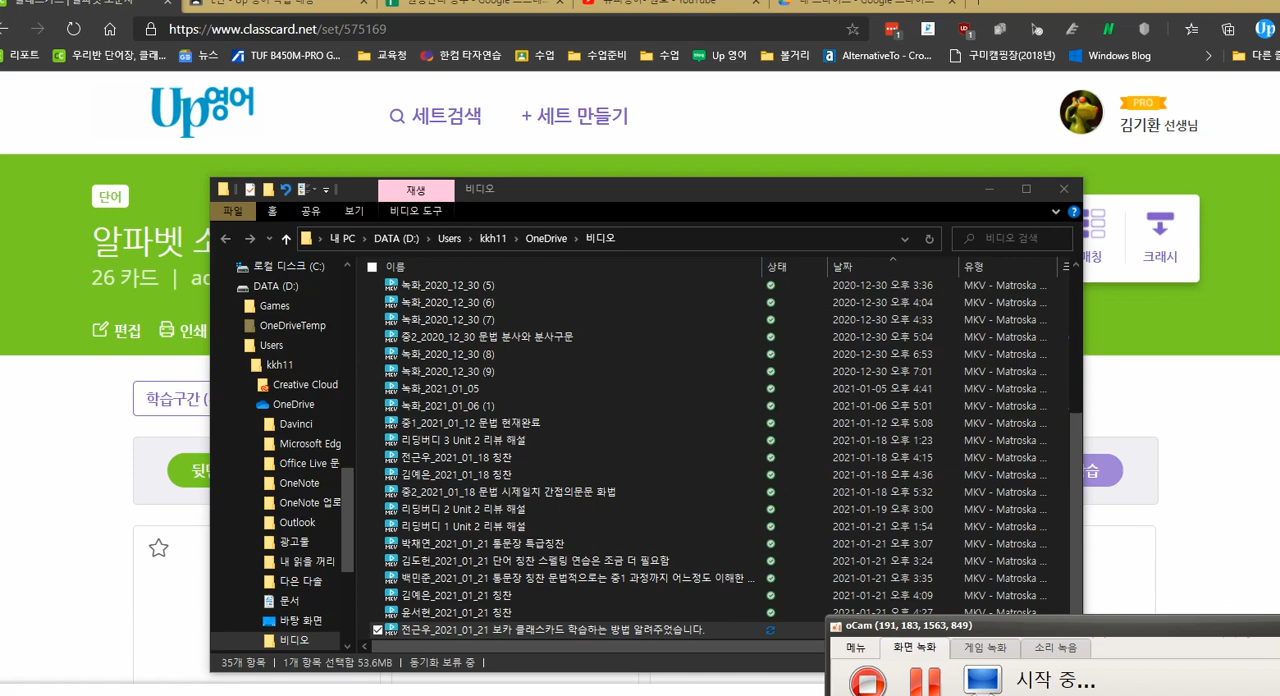 https://www.classcard.net/set/575169
리포트 우리반 단어장, 클래... 뉴스 TUF B450M-PRO G... 교육청 한컴 타자연습 수업 수업준비 수업 Up 영어 볼거리 AlternativeTo - Cro... 구미캠핑장(2018년) Windows Blog 다른 즐
Up영어 세트검색 + 세트 만들기 PRO
김기환 선생님
단어
알파벳 소
26 카드 | ac
편집 인쇄
매칭 크래시
학습구간 (
재생 비디오
파일 홈 공유 보기 비디오 도구
내 PC > DATA (D:) > Users > kkh11 > OneDrive > 비디오 비디오 검색
로컬 디스크 (C:)
DATA (D:)
Games
OneDriveTemp
Users
kkh11
Creative Cloud
OneDrive
Davinci
Microsoft Edg
Office Live 문
OneNote
OneNote 업로
Outlook
광고물
내 읽을 꺼리
다은 다솔
문서
바탕 화면
비디오
이름 상태 날짜 유형
녹화_2020_12_30 (5) 2020-12-30 오후 3:36 MKV - Matroska ...
녹화_2020_12_30 (6) 2020-12-30 오후 4:04 MKV - Matroska ...
녹화_2020_12_30 (7) 2020-12-30 오후 4:33 MKV - Matroska ...
중2_2020_12_30 문법 분사와 분사구문 2020-12-30 오후 5:04 MKV - Matroska ...
녹화_2020_12_30 (8) 2020-12-30 오후 6:53 MKV - Matroska ...
녹화_2020_12_30 (9) 2020-12-30 오후 7:01 MKV - Matroska ...
녹화_2021_01_05 2021-01-05 오후 4:41 MKV - Matroska ...
녹화_2021_01_06 (1) 2021-01-06 오후 5:01 MKV - Matroska ...
중1_2021_01_12 문법 현재완료 2021-01-12 오후 5:08 MKV - Matroska ...
리딩버디 3 Unit 2 리뷰 해설 2021-01-18 오후 1:23 MKV - Matroska ...
전근우_2021_01_18 칭찬 2021-01-18 오후 4:15 MKV - Matroska ...
김예은_2021_01_18 칭찬 2021-01-18 오후 4:36 MKV - Matroska ...
중2_2021_01_18 문법 시제일치 간접의문문 화법 2021-01-18 오후 5:32 MKV - Matroska ...
리딩버디 2 Unit 2 리뷰 해설 2021-01-19 오후 3:00 MKV - Matroska ...
리딩버디 1 Unit 2 리뷰 해설 2021-01-21 오후 1:54 MKV - Matroska ...
박재연_2021_01_21 통문장 특급칭찬 2021-01-21 오후 3:07 MKV - Matroska ...
김도헌_2021_01_21 단어 칭찬 스펠링 연습은 조금 더 필요함 2021-01-21 오후 3:24 MKV - Matroska ...
백민준_2021_01_21 통문장 칭찬 문법적으로는 중1 과정까지 어느정도 이해한 ... 2021-01-21 오후 3:35 MKV - Matroska ...
김예은_2021_01_21 칭찬 2021-01-21 오후 4:09 MKV - Matroska ...
윤서현_2021_01_21 칭찬 2021-01-21 오후 4:27 MKV - Matroska ...
전근우_2021_01_21 보카 클래스카드 학습하는 방법 알려주었습니다.
35개 항목 | 1개 항목 선택함 53.6MB | 동기화 보류 중 |
oCam (191, 183, 1563, 849)
메뉴 화면 녹화 게임 녹화 소리 녹음
시작 중...